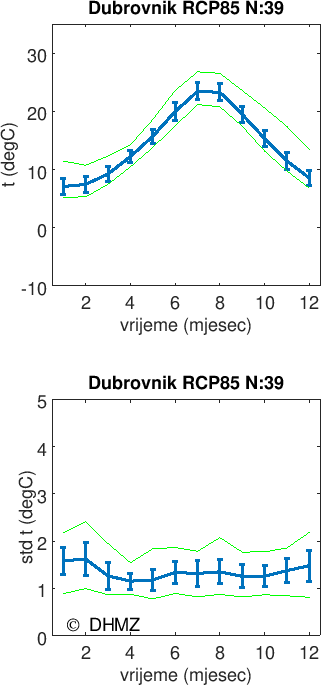 Dubrovnik RCP85 N:39
30
20
10
0
-10
t (degC)
2 4 6 8 10 12
vrijeme (mjesec)
Dubrovnik RCP85 N:39
5
4
3
2
1
0
std t (degC)
© DHMZ
2 4 6 8 10 12
vrijeme (mjesec)